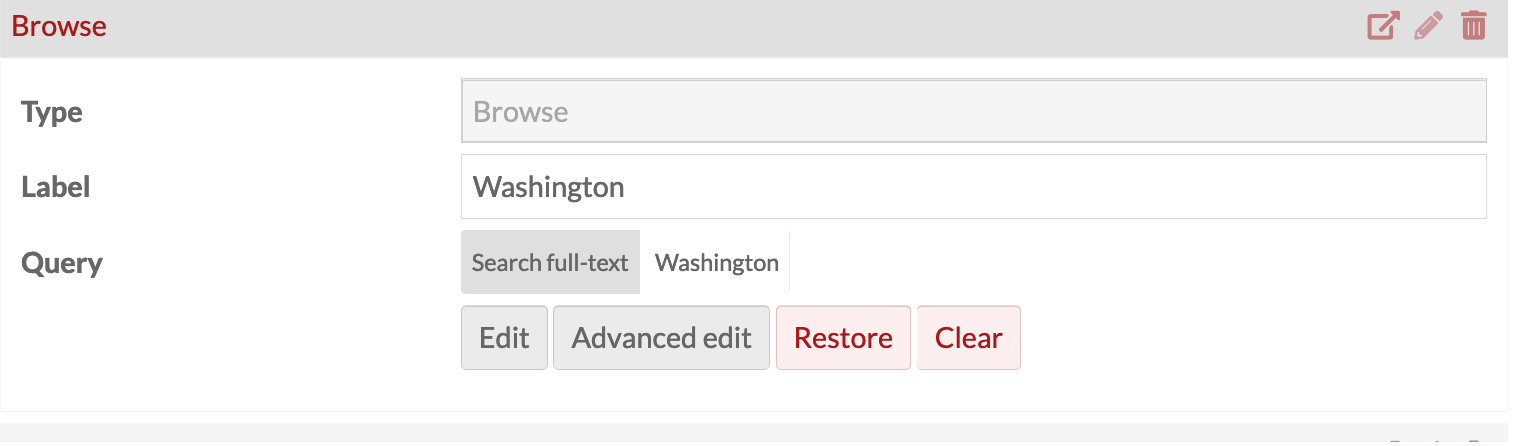 Browse
Type Browse
Label Washington
Query Search full-text Washington
Edit Advanced edit Restore Clear